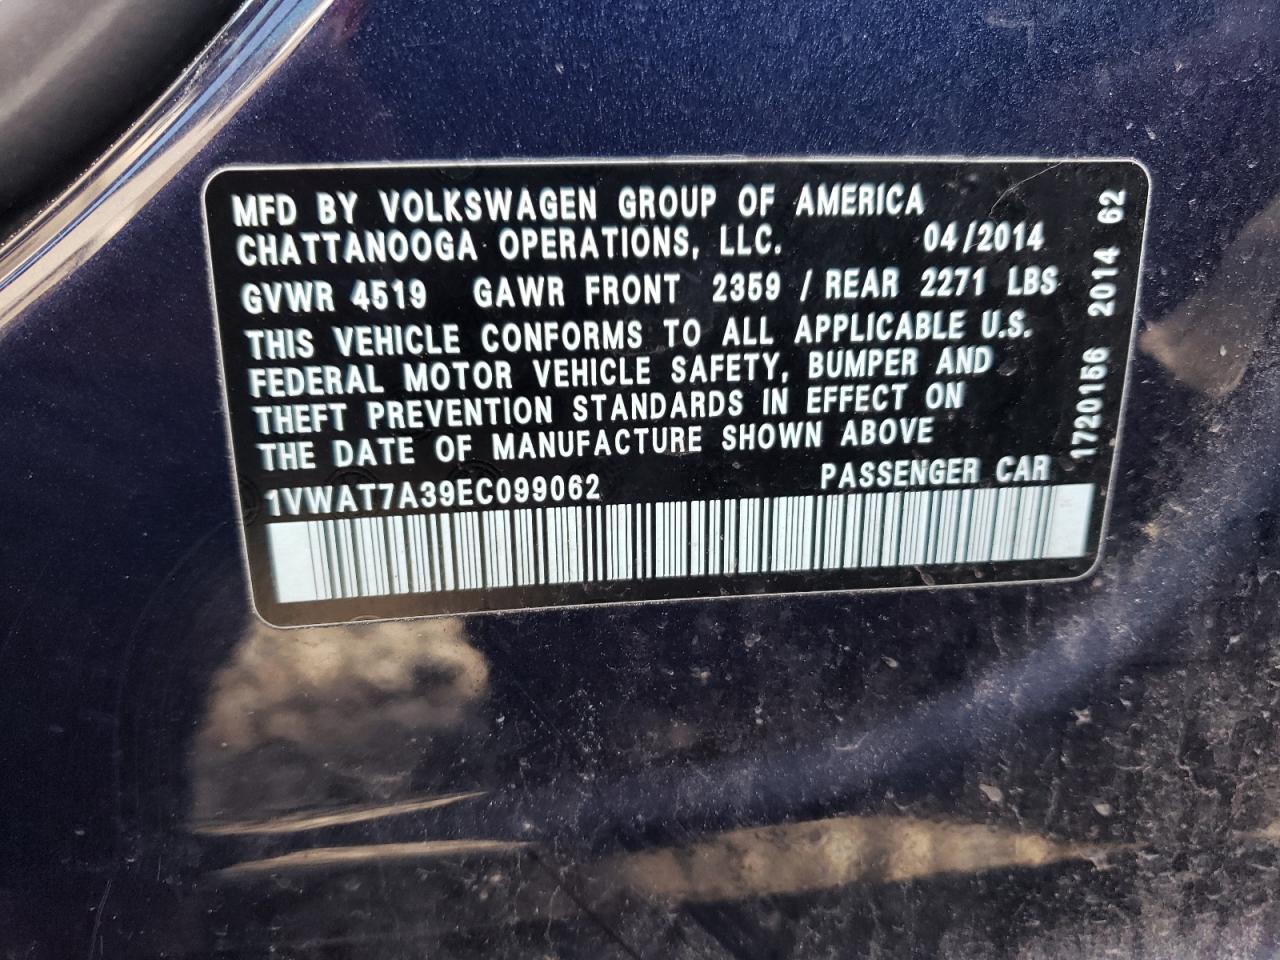 MFD BY VOLKSWAGEN GROUP OF AMERICA
CHATTANOOGA OPERATIONS, LLC. 04/2014
GVWR 4519 GAWR FRONT 2359 / REAR 2271 LBS
THIS VEHICLE CONFORMS TO ALL APPLICABLE U.S.
FEDERAL MOTOR VEHICLE SAFETY, BUMPER AND
THEFT PREVENTION STANDARDS IN EFFECT ON
THE DATE OF MANUFACTURE SHOWN ABOVE
1VWAT7A39EC099062 PASSENGER CAR
1720156 2014 62